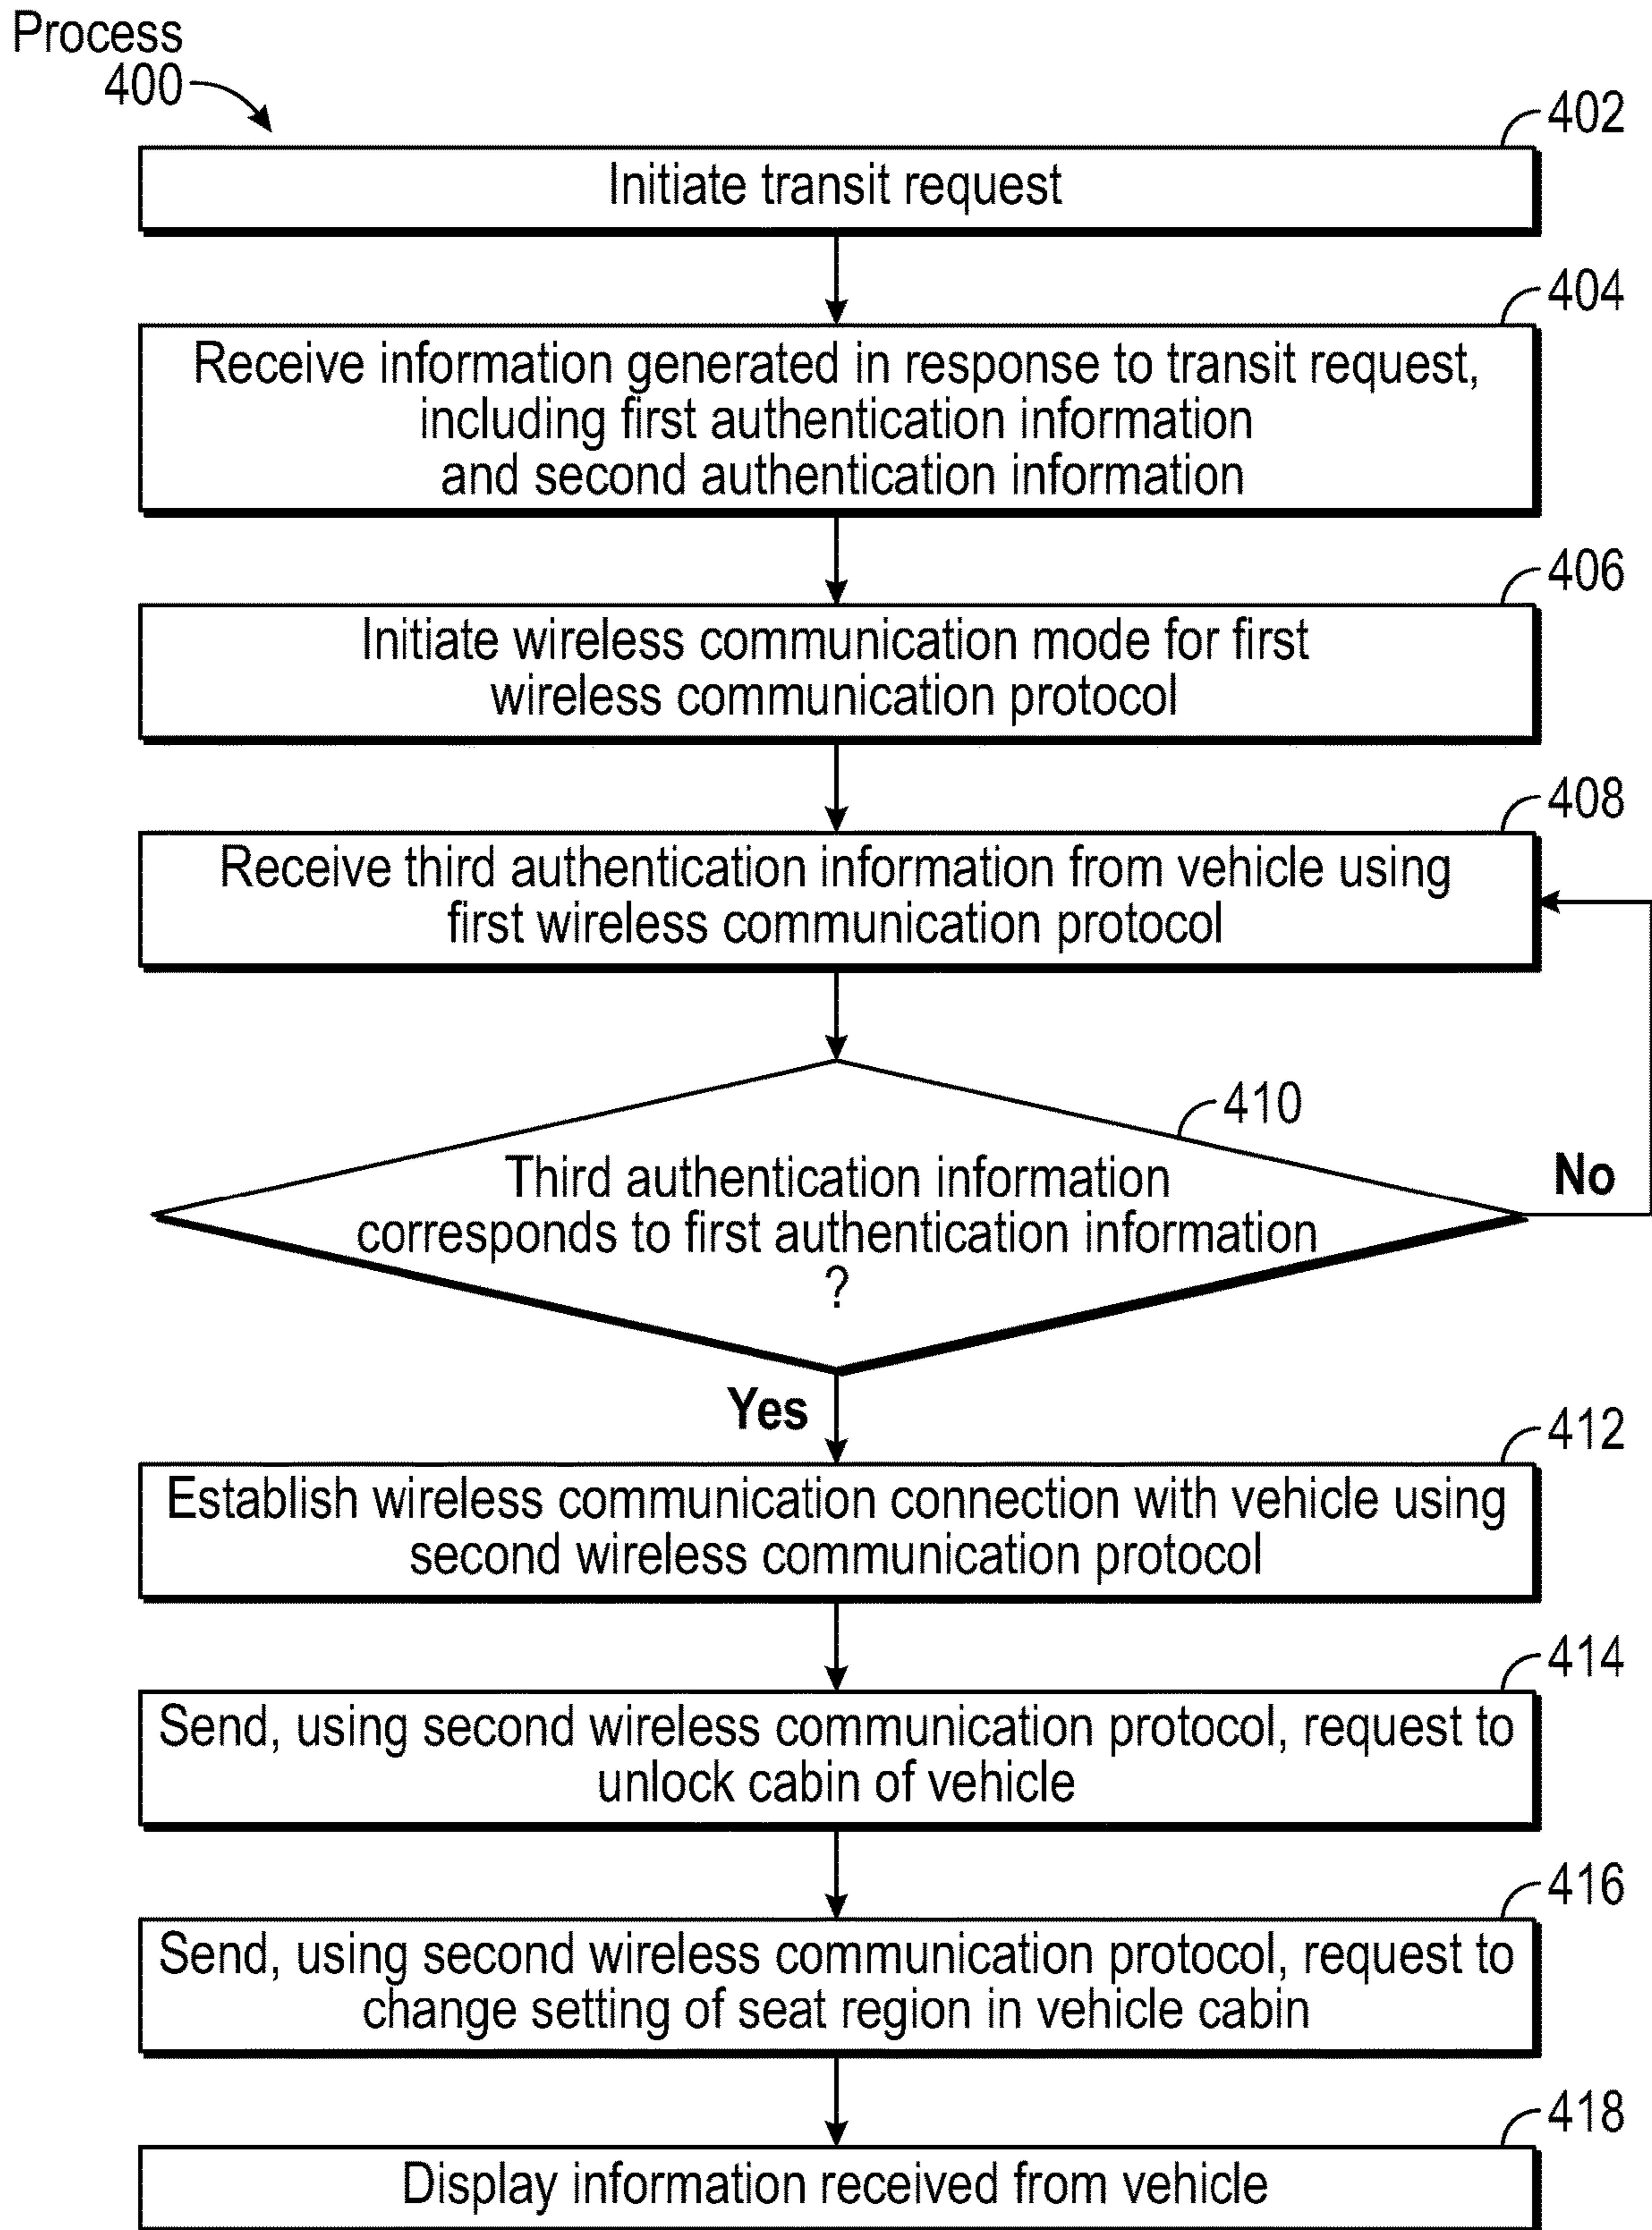 Process
400
402
Initiate transit request
404
Receive information generated in response to transit request,
including first authentication information
and second authentication information
406
Initiate wireless communication mode for first
wireless communication protocol
408
Receive third authentication information from vehicle using
first wireless communication protocol
410
Third authentication information
corresponds to first authentication information
?
No
Yes
412
Establish wireless communication connection with vehicle using
second wireless communication protocol
414
Send, using second wireless communication protocol, request to
unlock cabin of vehicle
416
Send, using second wireless communication protocol, request to
change setting of seat region in vehicle cabin
418
Display information received from vehicle